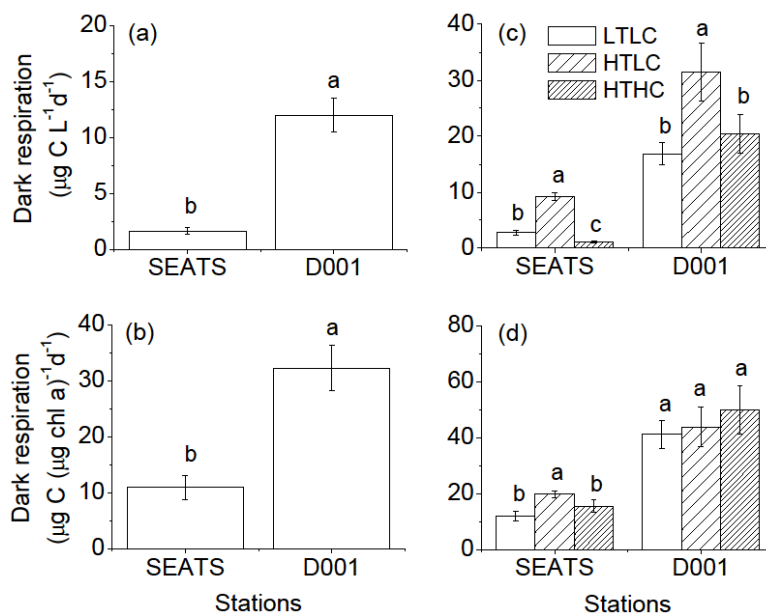 (a)
Dark respiration
(µg C L⁻¹d⁻¹)
20
15
10
5
0
b
a
SEATS
D001
(c)
LTLC
HTLC
HTHC
40
30
20
10
0
b
a
c
b
a
b
SEATS
D001
(b)
Dark respiration
(µg C (µg chl a)⁻¹d⁻¹)
40
30
20
10
0
b
a
SEATS
D001
Stations
(d)
80
60
40
20
0
b
a
b
a
a
a
SEATS
D001
Stations